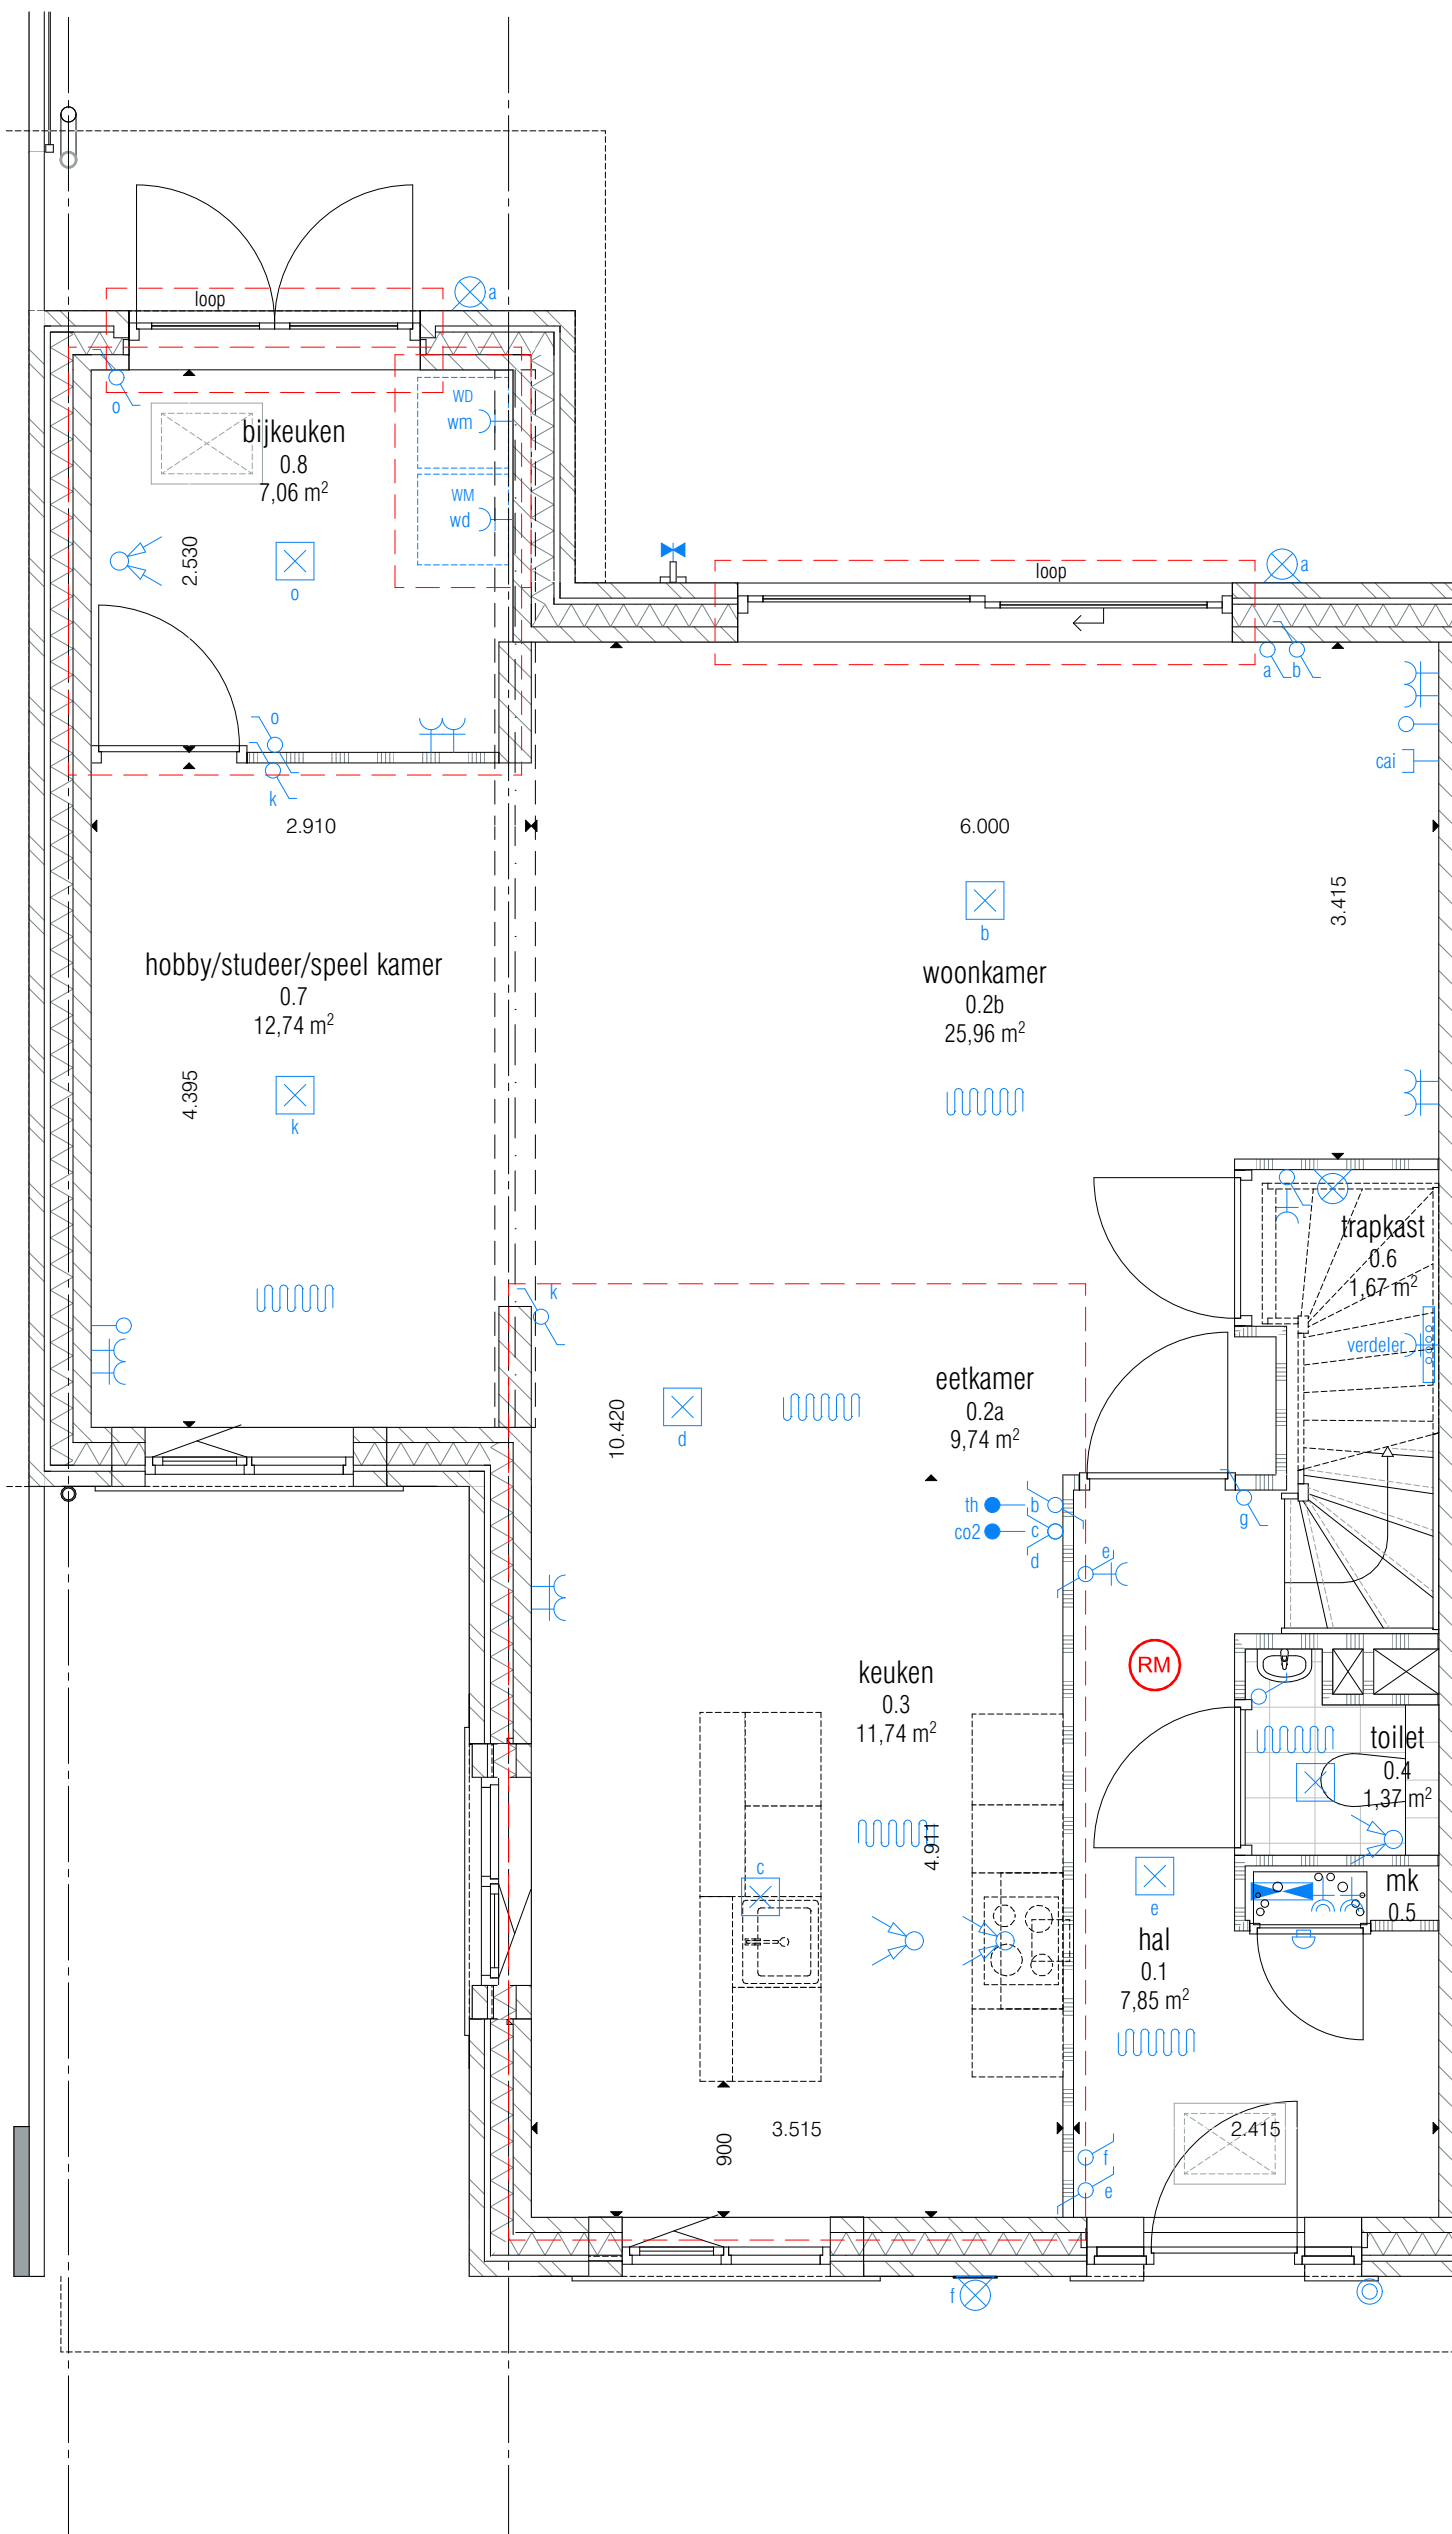 loop
a
o
WD
wm
bijkeuken
0.8
7,06 m²
WM
wd
2.530
o
loop
a
a
b
o
k
cai
2.910
6.000
3.415
b
hobby/studeer/speel kamer
0.7
12,74 m²
woonkamer
0.2b
25,96 m²
4.395
k
trapkast
0.6
1,67 m²
k
verdeler
eetkamer
0.2a
9,74 m²
10.420
d
th
b
co2
c
d
g
e
RM
keuken
0.3
11,74 m²
toilet
0.4
1,37 m²
4.911
c
e
mk
0.5
hal
0.1
7,85 m²
3.515
2.415
900
f
e
f